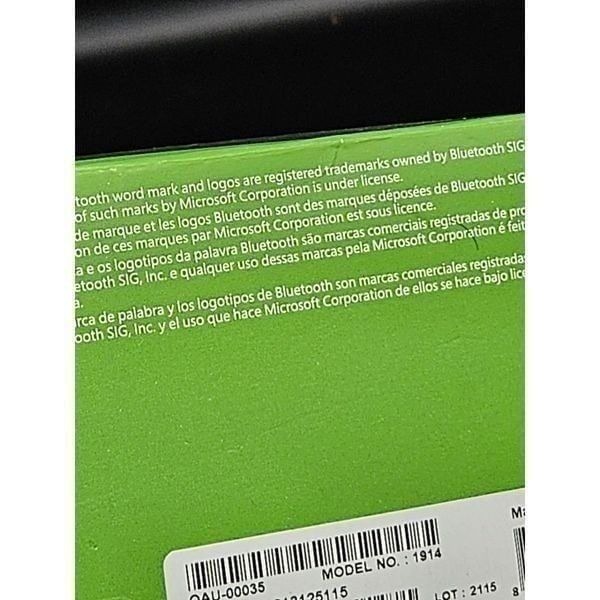 tooth word mark and logos are registered trademarks owned by Bluetooth SIG
of such marks by Microsoft Corporation is under license.
de marque et les logos Bluetooth sont des marques déposées de Bluetooth SIG
on de ces marques par Microsoft Corporation est sous licence.
a e os logotipos da palavra Bluetooth são marcas comerciais registradas de pro
etooth SIG, Inc. e qualquer uso dessas marcas pela Microsoft Corporation é feit
a.
rca de palabra y los logotipos de Bluetooth son marcas comerciales registrada
ooth SIG, Inc. y el uso que hace Microsoft Corporation de ellos se hace bajo lice
Ma
QAU-00035 MODEL NO. : 1914
LOT : 2115
8